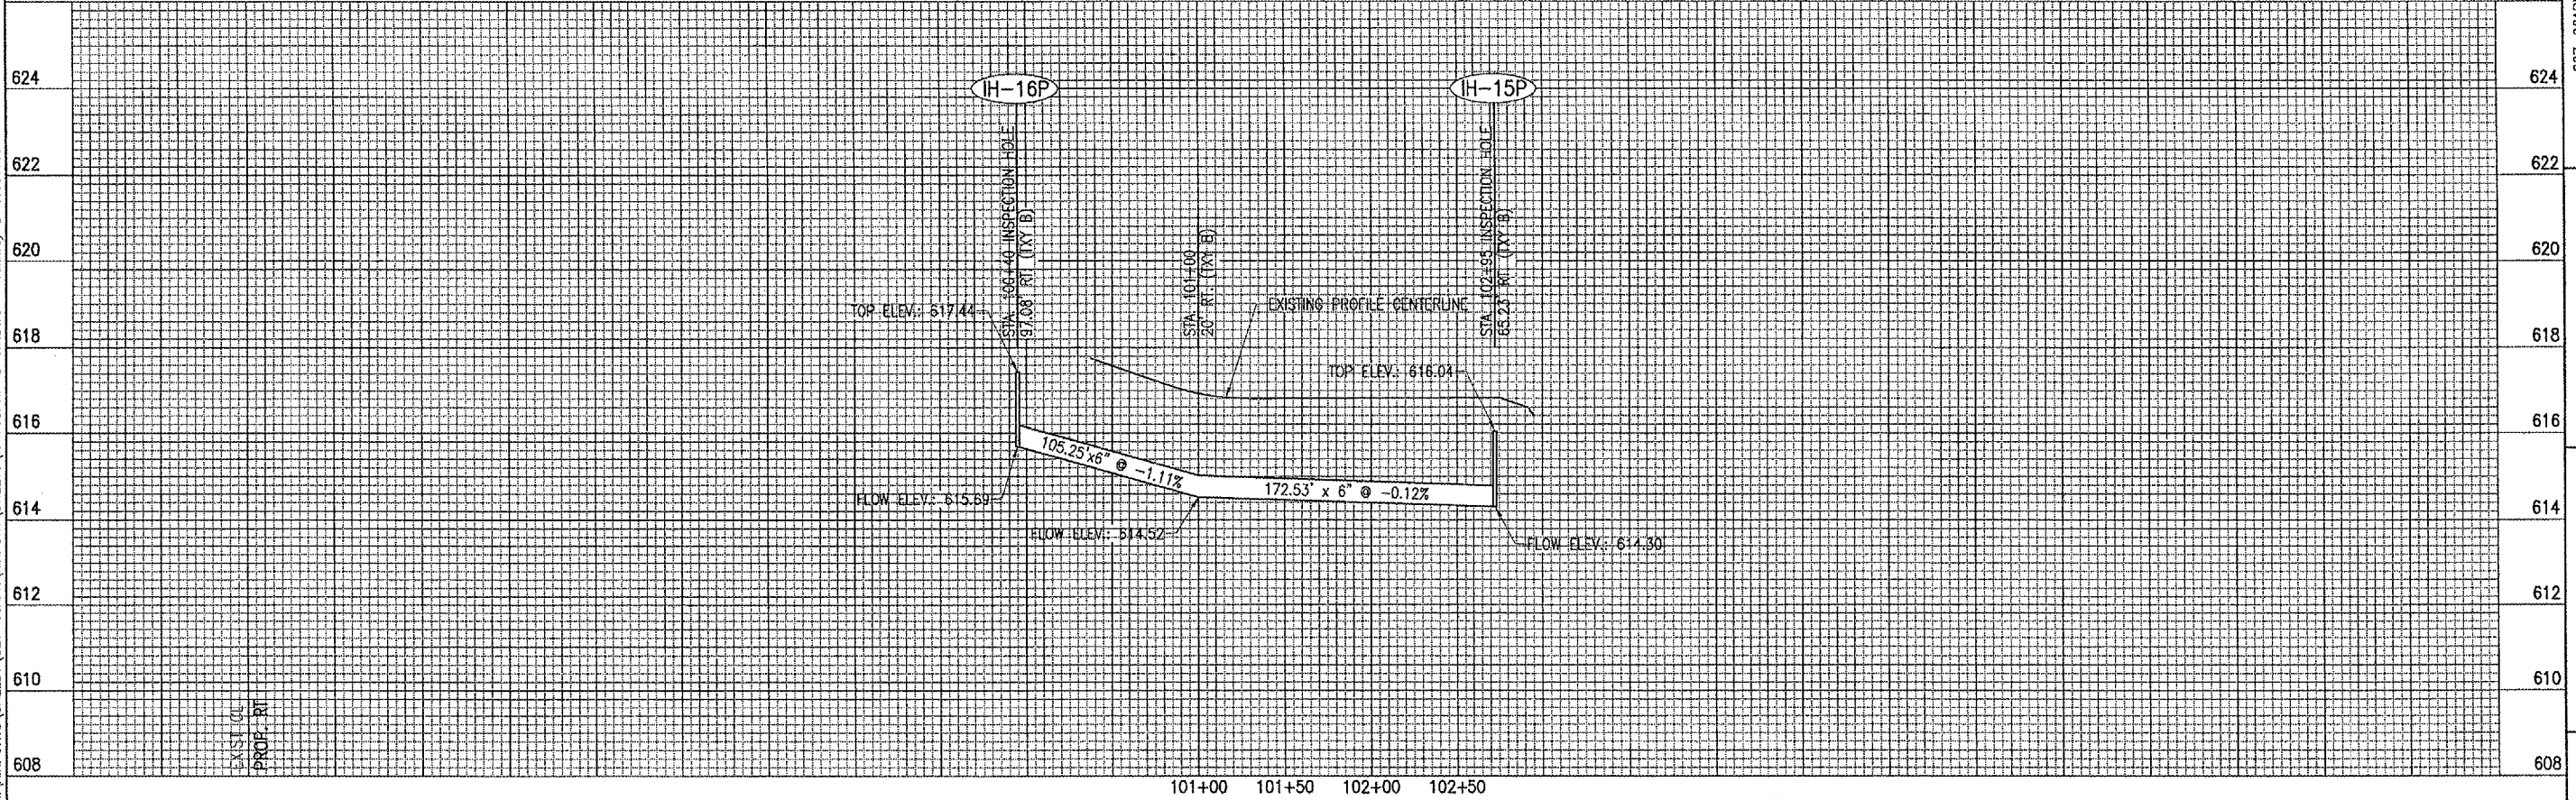 624
622
620
618
616
614
612
610
608
IH-16P
STA. 100+40 INSPECTION HOLE
97.08' RT. (TXY B)
TOP ELEV.: 617.44
FLOW ELEV.: 615.69
105.25'x6" @ -1.11%
STA. 101+00
20' RT. (TXY B)
FLOW ELEV.: 614.52
EXISTING PROFILE CENTERLINE
172.53' x 6" @ -0.12%
IH-15P
STA. 102+95 INSPECTION HOLE
65.23' RT. (TXY B)
TOP ELEV.: 616.04
FLOW ELEV.: 614.30
EXST CL
PROP. RT
101+00 101+50 102+00 102+50
624
622
620
618
616
614
612
610
608